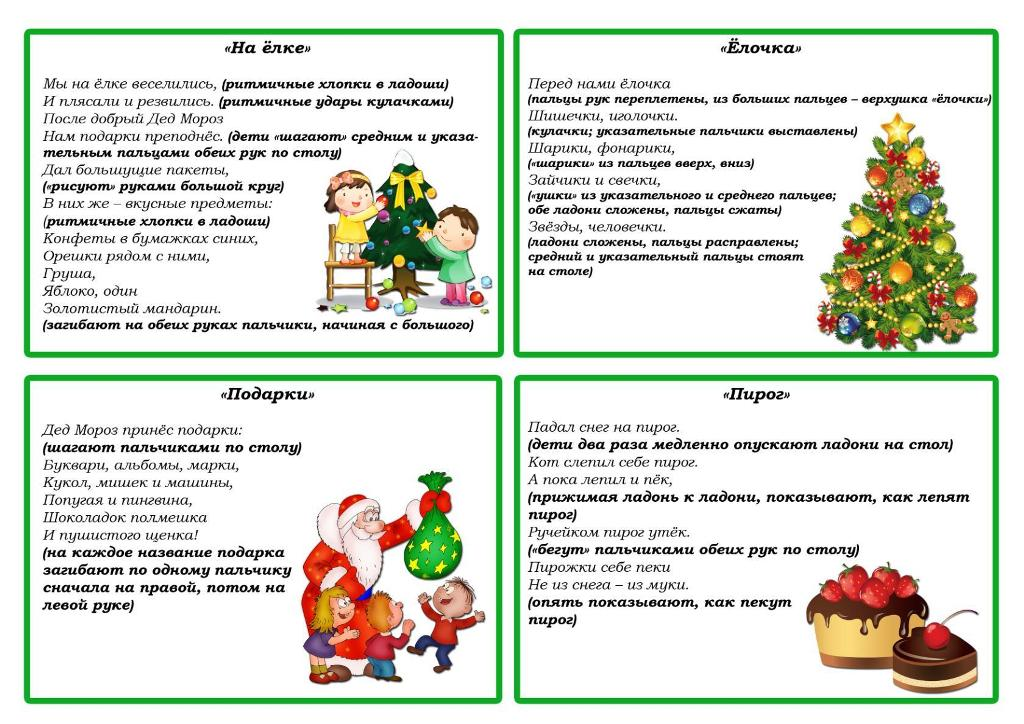 «На ёлке»
Мы на ёлке веселились, (ритмичные хлопки в ладоши)
И плясали и резвились. (ритмичные удары кулачками)
После добрый Дед Мороз
Нам подарки преподнёс. (дети «шагают» средним и указа-
тельным пальцами обеих рук по столу)
Дал большущие пакеты,
(«рисуют» руками большой круг)
В них же – вкусные предметы:
(ритмичные хлопки в ладоши)
Конфеты в бумажках синих,
Орешки рядом с ними,
Груша,
Яблоко, один
Золотистый мандарин.
(загибают на обеих руках пальчики, начиная с большого)
«Ёлочка»
Перед нами ёлочка
(пальцы рук переплетены, из больших пальцев – верхушка «ёлочки»)
Шишечки, иголочки.
(кулачки; указательные пальчики выставлены)
Шарики, фонарики,
(«шарики» из пальцев вверх, вниз)
Зайчики и свечки,
(«ушки» из указательного и среднего пальцев;
обе ладони сложены, пальцы сжаты)
Звёзды, человечки.
(ладони сложены, пальцы расправлены;
средний и указательный пальцы стоят
на столе)
«Подарки»
Дед Мороз принёс подарки:
(шагают пальчиками по столу)
Буквари, альбомы, марки,
Кукол, мишек и машины,
Попугая и пингвина,
Шоколадок полмешка
И пушистого щенка!
(на каждое название подарка
загибают по одному пальчику
сначала на правой, потом на
левой руке)
«Пирог»
Падал снег на пирог.
(дети два раза медленно опускают ладони на стол)
Кот слепил себе пирог.
А пока лепил и пёк,
(прижимая ладонь к ладони, показывают, как лепят
пирог)
Ручейком пирог утёк.
(«бегут» пальчиками обеих рук по столу)
Пирожки себе пеки
Не из снега – из муки.
(опять показывают, как пекут
пирог)